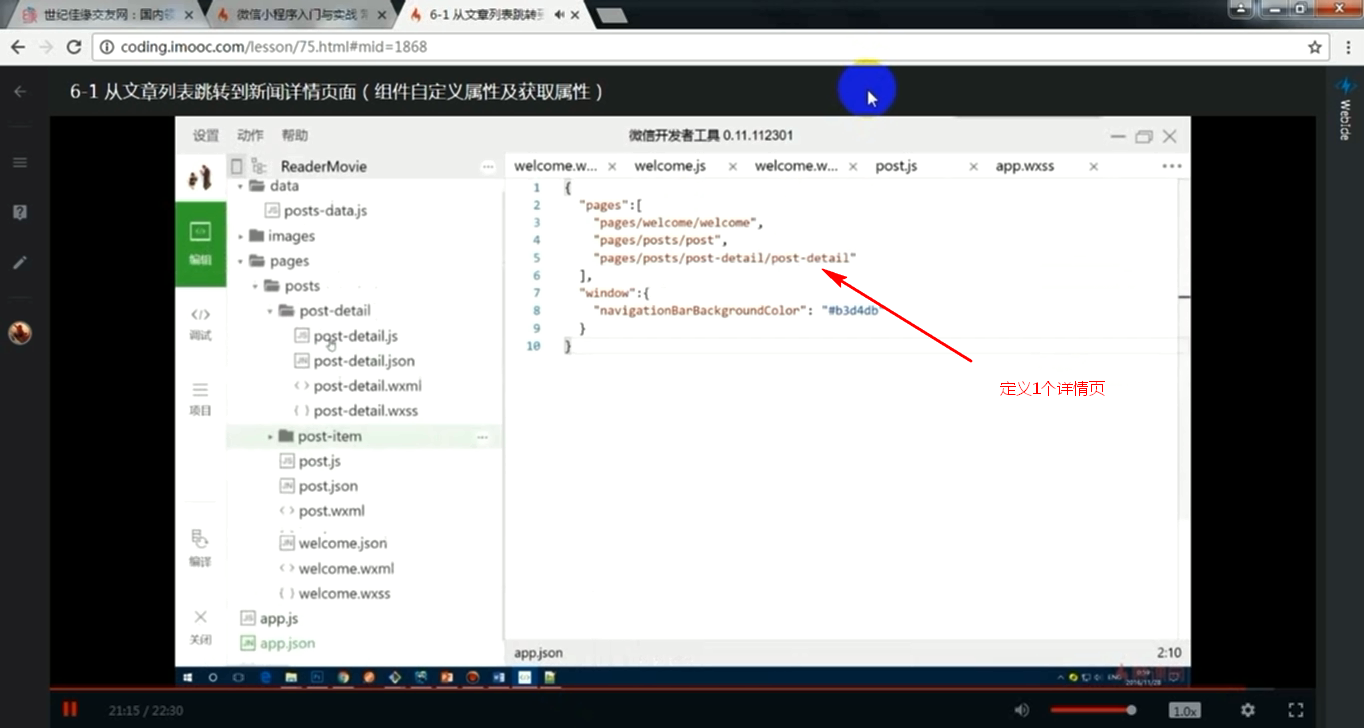 世纪佳缘交友网：国内
微信小程序入门与实战
6-1 从文章列表跳转到
coding.imooc.com/lesson/75.html#mid=1868
6-1 从文章列表跳转到新闻详情页面（组件自定义属性及获取属性）
WebIde
设置 动作 帮助
微信开发者工具 0.11.112301
ReaderMovie
welcome.w... welcome.js welcome.w... post.js app.wxss
编辑
调试
项目
编译
关闭
data
posts-data.js
images
pages
posts
post-detail
post-detail.js
post-detail.json
post-detail.wxml
post-detail.wxss
post-item
post.js
post.json
post.wxml
welcome.json
welcome.wxml
welcome.wxss
app.js
app.json
1 {
2 "pages":[
3 "pages/welcome/welcome",
4 "pages/posts/post",
5 "pages/posts/post-detail/post-detail"
6 ],
7 "window":{
8 "navigationBarBackgroundColor": "#b3d4db"
9 }
10 }
定义1个详情页
app.json
2:10
2016/11/28
21:15 / 22:30
1.0x